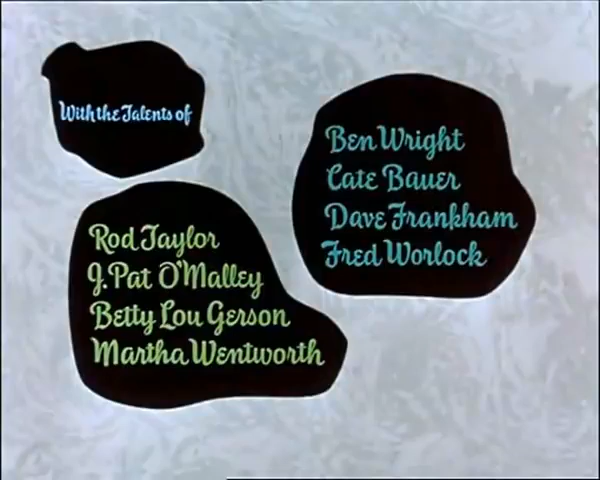 With the Talents of
Rod Taylor
J. Pat O'Malley
Betty Lou Gerson
Martha Wentworth
Ben Wright
Cate Bauer
Dave Frankham
Fred Worlock